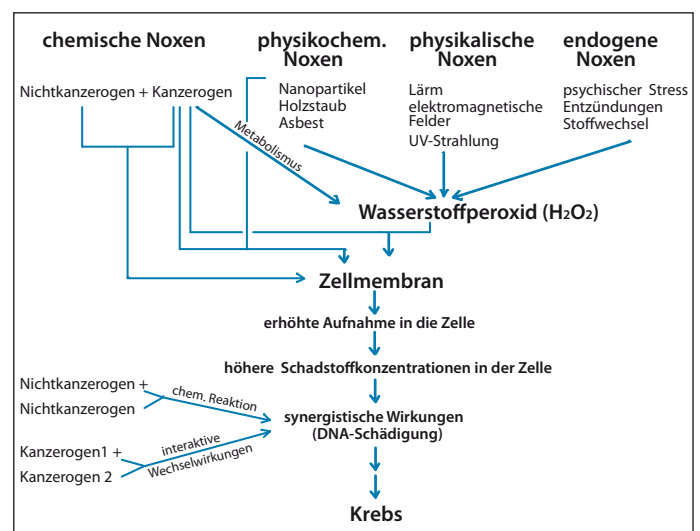 chemische Noxen
physikochem.
Noxen
physikalische
Noxen
endogene
Noxen
Nichtkanzerogen + Kanzerogen
Nanopartikel
Holzstaub
Asbest
Lärm
elektromagnetische
Felder
UV-Strahlung
psychischer Stress
Entzündungen
Stoffwechsel
Metabolismus
Wasserstoffperoxid (H₂O₂)
Zellmembran
erhöhte Aufnahme in die Zelle
höhere Schadstoffkonzentrationen in der Zelle
Nichtkanzerogen +
Nichtkanzerogen
chem. Reaktion
synergistische Wirkungen
(DNA-Schädigung)
Kanzerogen1 +
Kanzerogen 2
interaktive
Wechselwirkungen
Krebs